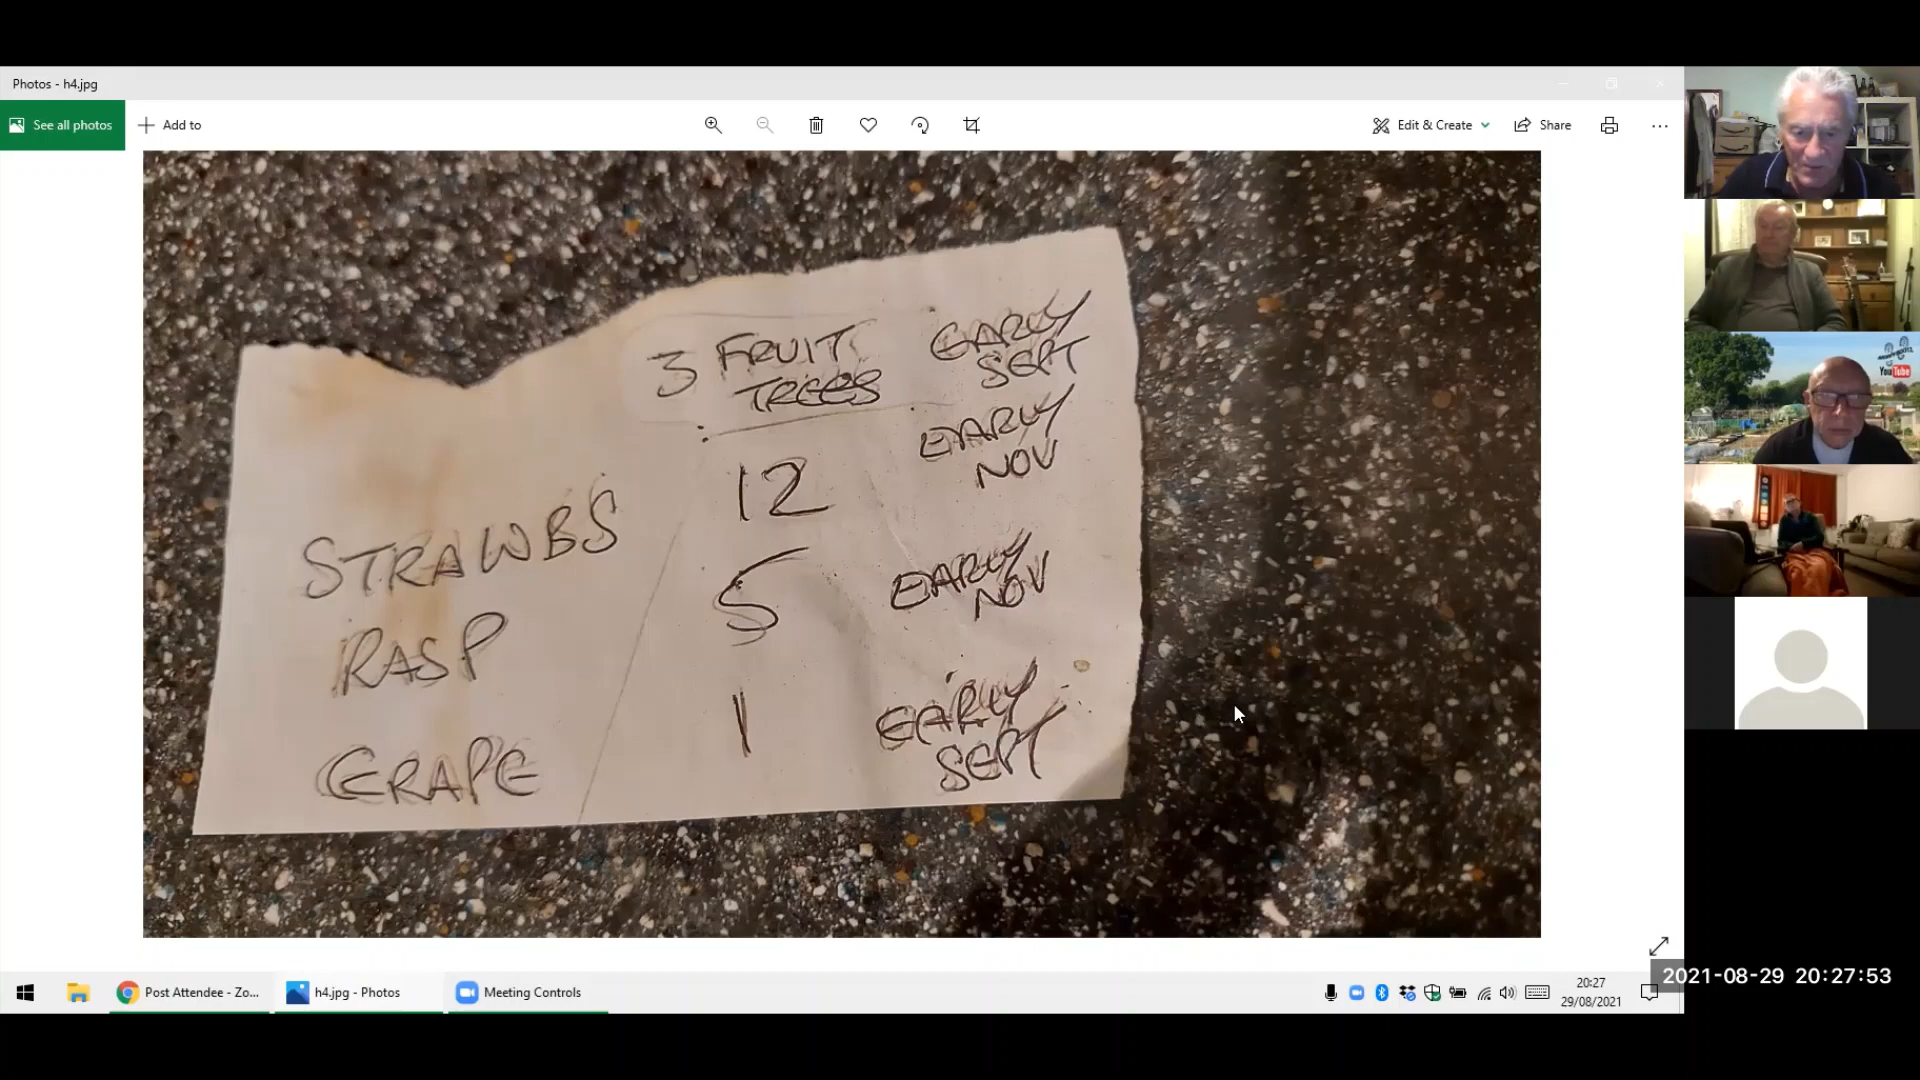 Photos - h4.jpg
See all photos
Add to
Edit & Create
Share
3 FRUIT TREES EARLY SEPT
STRAWBS 12 EARLY NOV
RASP 5 EARLY NOV
GRAPE 1 EARLY SEPT
You Tube
Post Attendee - Zo...
h4.jpg - Photos
Meeting Controls
20:27
29/08/2021
2021-08-29 20:27:53